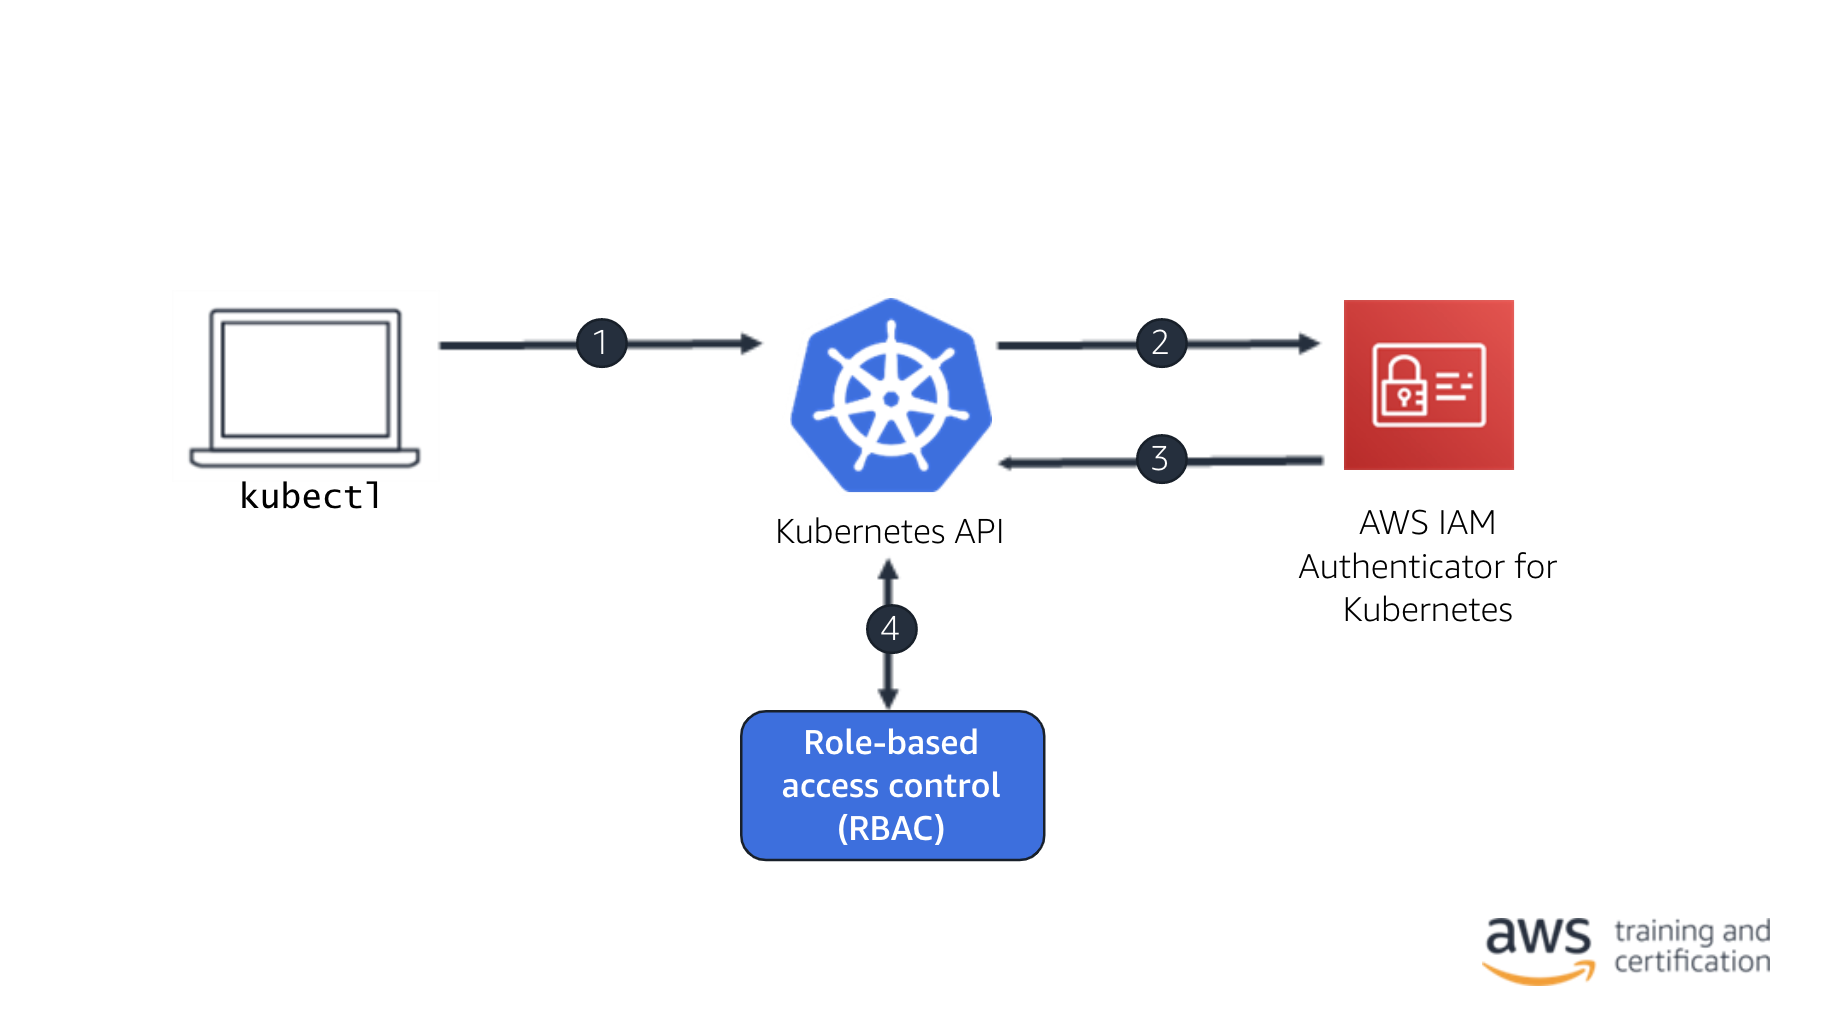 1
2
3
kubectl
Kubernetes API
AWS IAM
Authenticator for
Kubernetes
4
Role-based
access control
(RBAC)
aws training and
certification